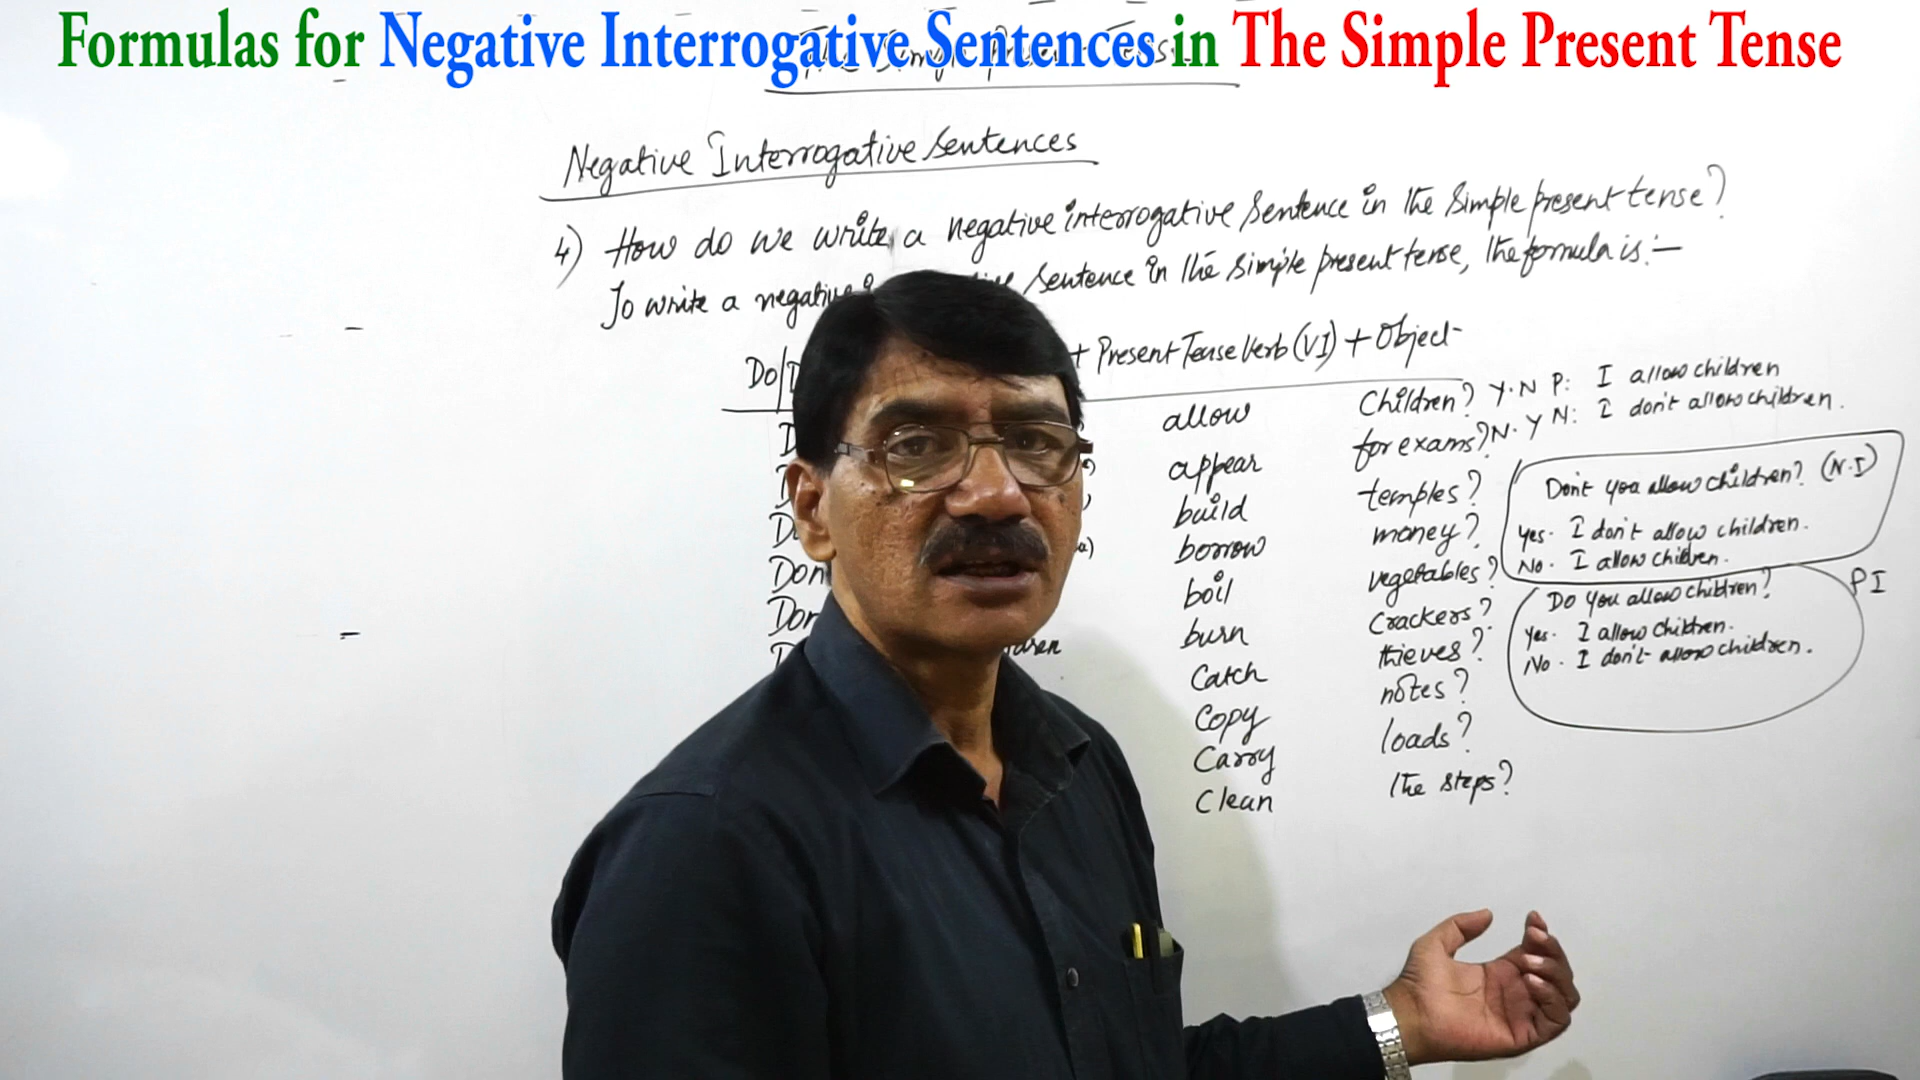 Formulas for Negative Interrogative Sentences in The Simple Present Tense
Negative Interrogative Sentences
4) How do we write a negative interrogative sentence in the simple present tense?
To write a negative sentence in the simple present tense, the formula is :—
Do/ + Present Tense Verb (VI) + Object
allow Children? Y. N P: I allow children
appear for exams? N. Y N: I don't allow children.
build temples?
borrow money?
Don boil vegetables?
Don burn Crackers?
Catch thieves?
Copy notes?
Carry loads?
Clean the steps?
Don't you allow children? (N.I)
Yes. I don't allow children.
No. I allow children.
Do you allow children? PI
Yes. I allow children.
No. I don't allow children.